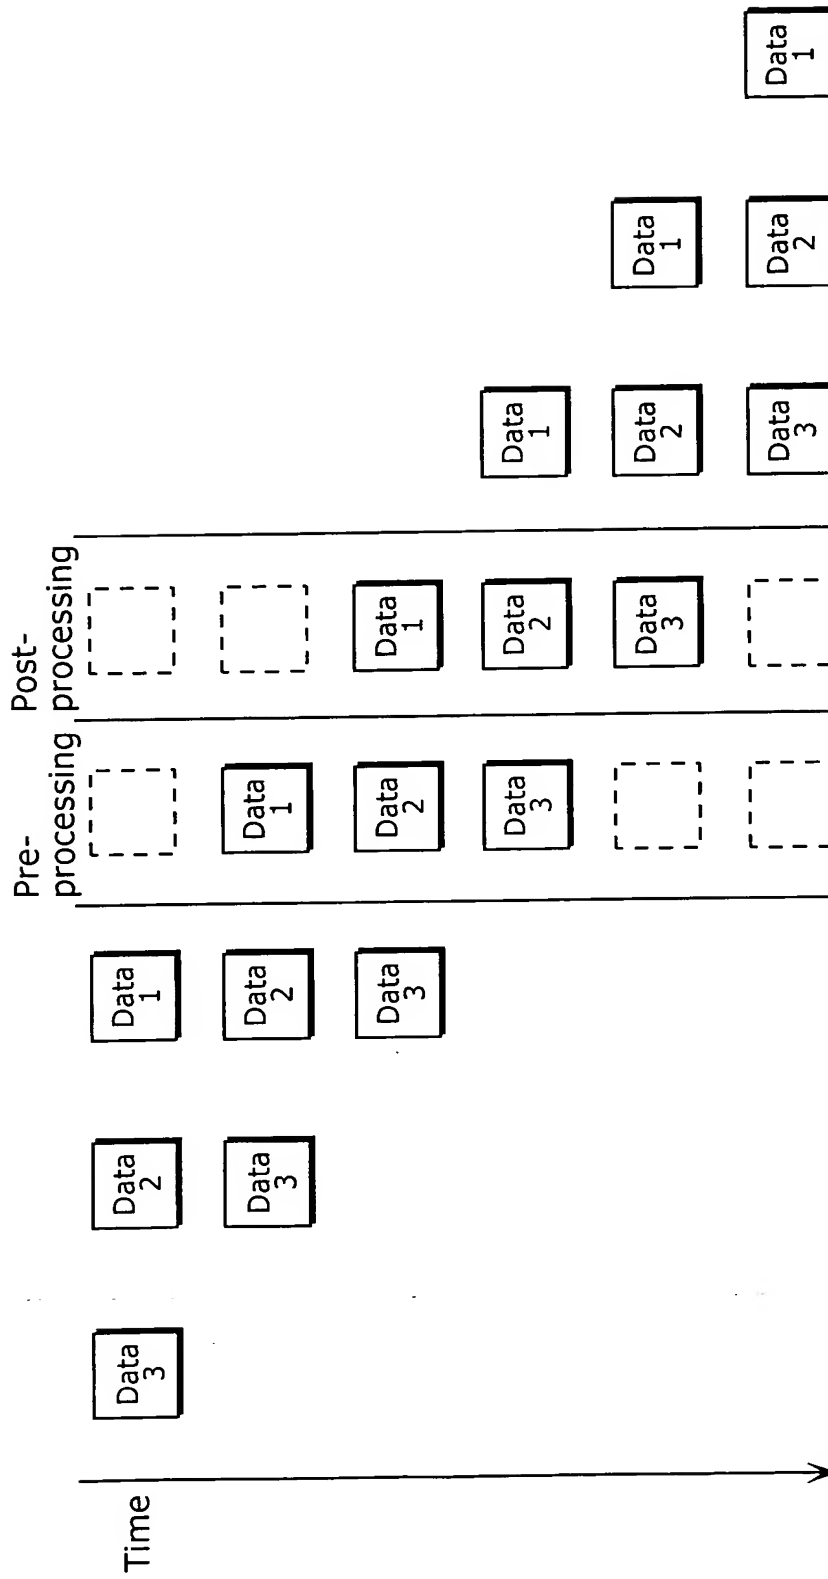 Pre-
processing
Post-
processing
Time
Data
3
Data
2
Data
1
Data
3
Data
2
Data
1
Data
3
Data
2
Data
1
Data
3
Data
2
Data
1
Data
3
Data
2
Data
1
Data
3
Data
2
Data
1